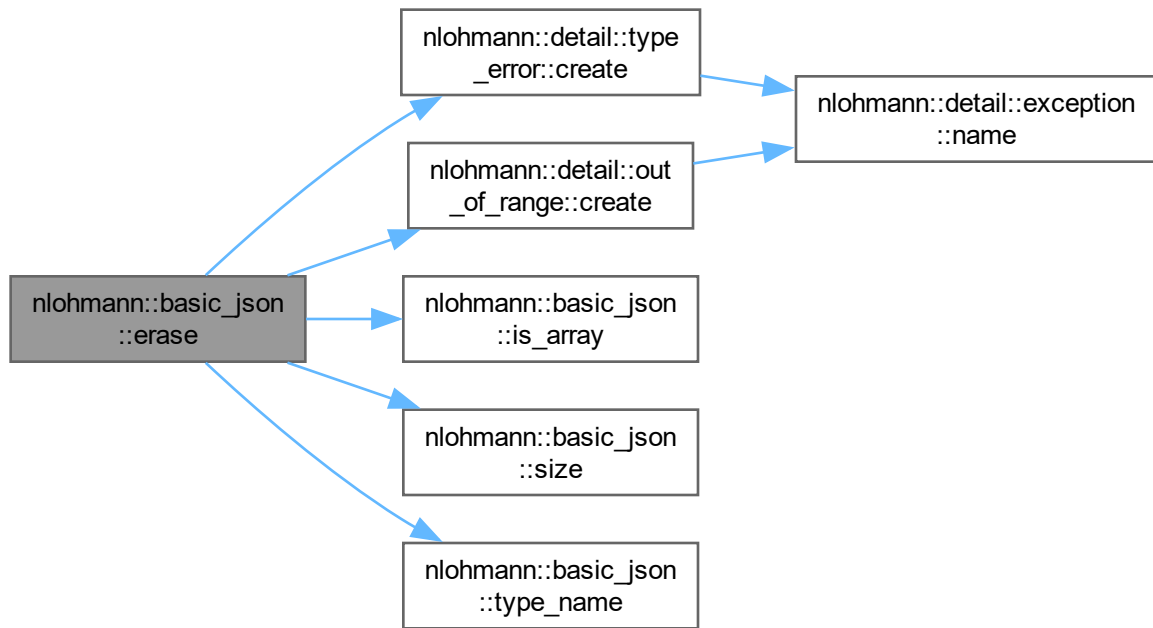 nlohmann::detail::type
_error::create
nlohmann::detail::exception
::name
nlohmann::detail::out
_of_range::create
nlohmann::basic_json
::erase
nlohmann::basic_json
::is_array
nlohmann::basic_json
::size
nlohmann::basic_json
::type_name